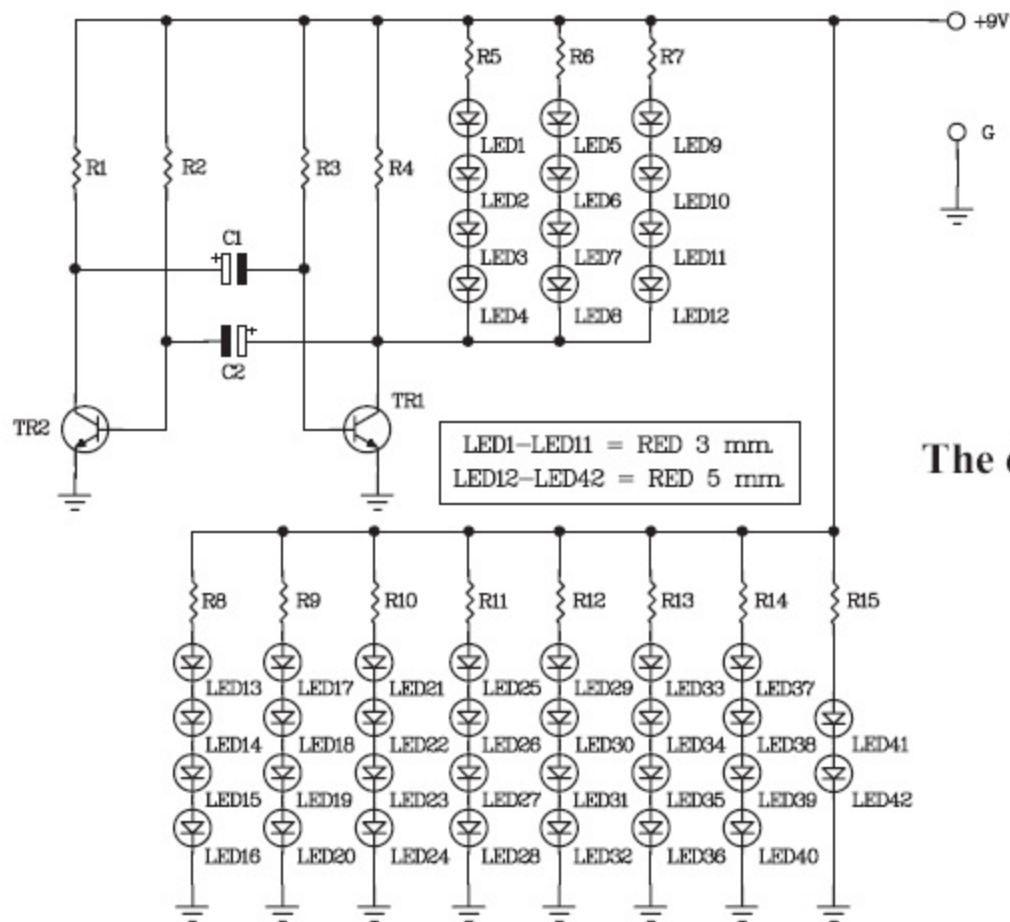 +9V
R5
R6
R7
G
LED1
LED5
LED9
R1
R2
R3
R4
LED2
LED6
LED10
C1
+
LED3
LED7
LED11
LED4
LED8
LED12
+
C2
TR1
TR2
LED1-LED11 = RED 3 mm.
LED12-LED42 = RED 5 mm.
The
R8
R9
R10
R11
R12
R13
R14
R15
LED13
LED17
LED21
LED25
LED29
LED33
LED37
LED14
LED18
LED22
LED26
LED30
LED34
LED38
LED41
LED15
LED19
LED23
LED27
LED31
LED35
LED39
LED42
LED16
LED20
LED24
LED28
LED32
LED36
LED40